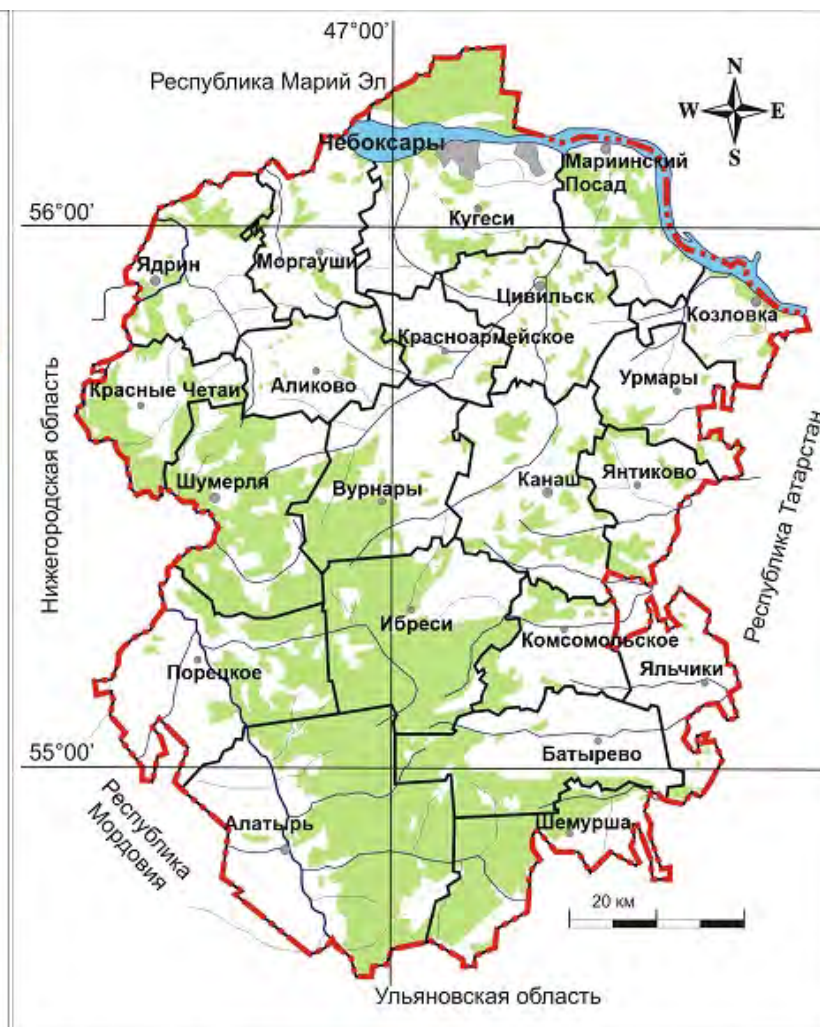 47°00'
Республика Марий Эл
N
W
E
S
Чебоксары
Мариинский
Посад
56°00'
Кугеси
Ядрин
Моргауши
Цивильск
Козловка
Красноармейское
Урмары
Красные Четаи
Аликово
Нижегородская область
Шумерля
Вурнары
Канаш
Янтиково
Республика Татарстан
Ибреси
Комсомольское
Порецкое
Яльчики
55°00'
Батырево
Республика
Мордовия
Алатырь
Шемурша
20 км
Ульяновская область